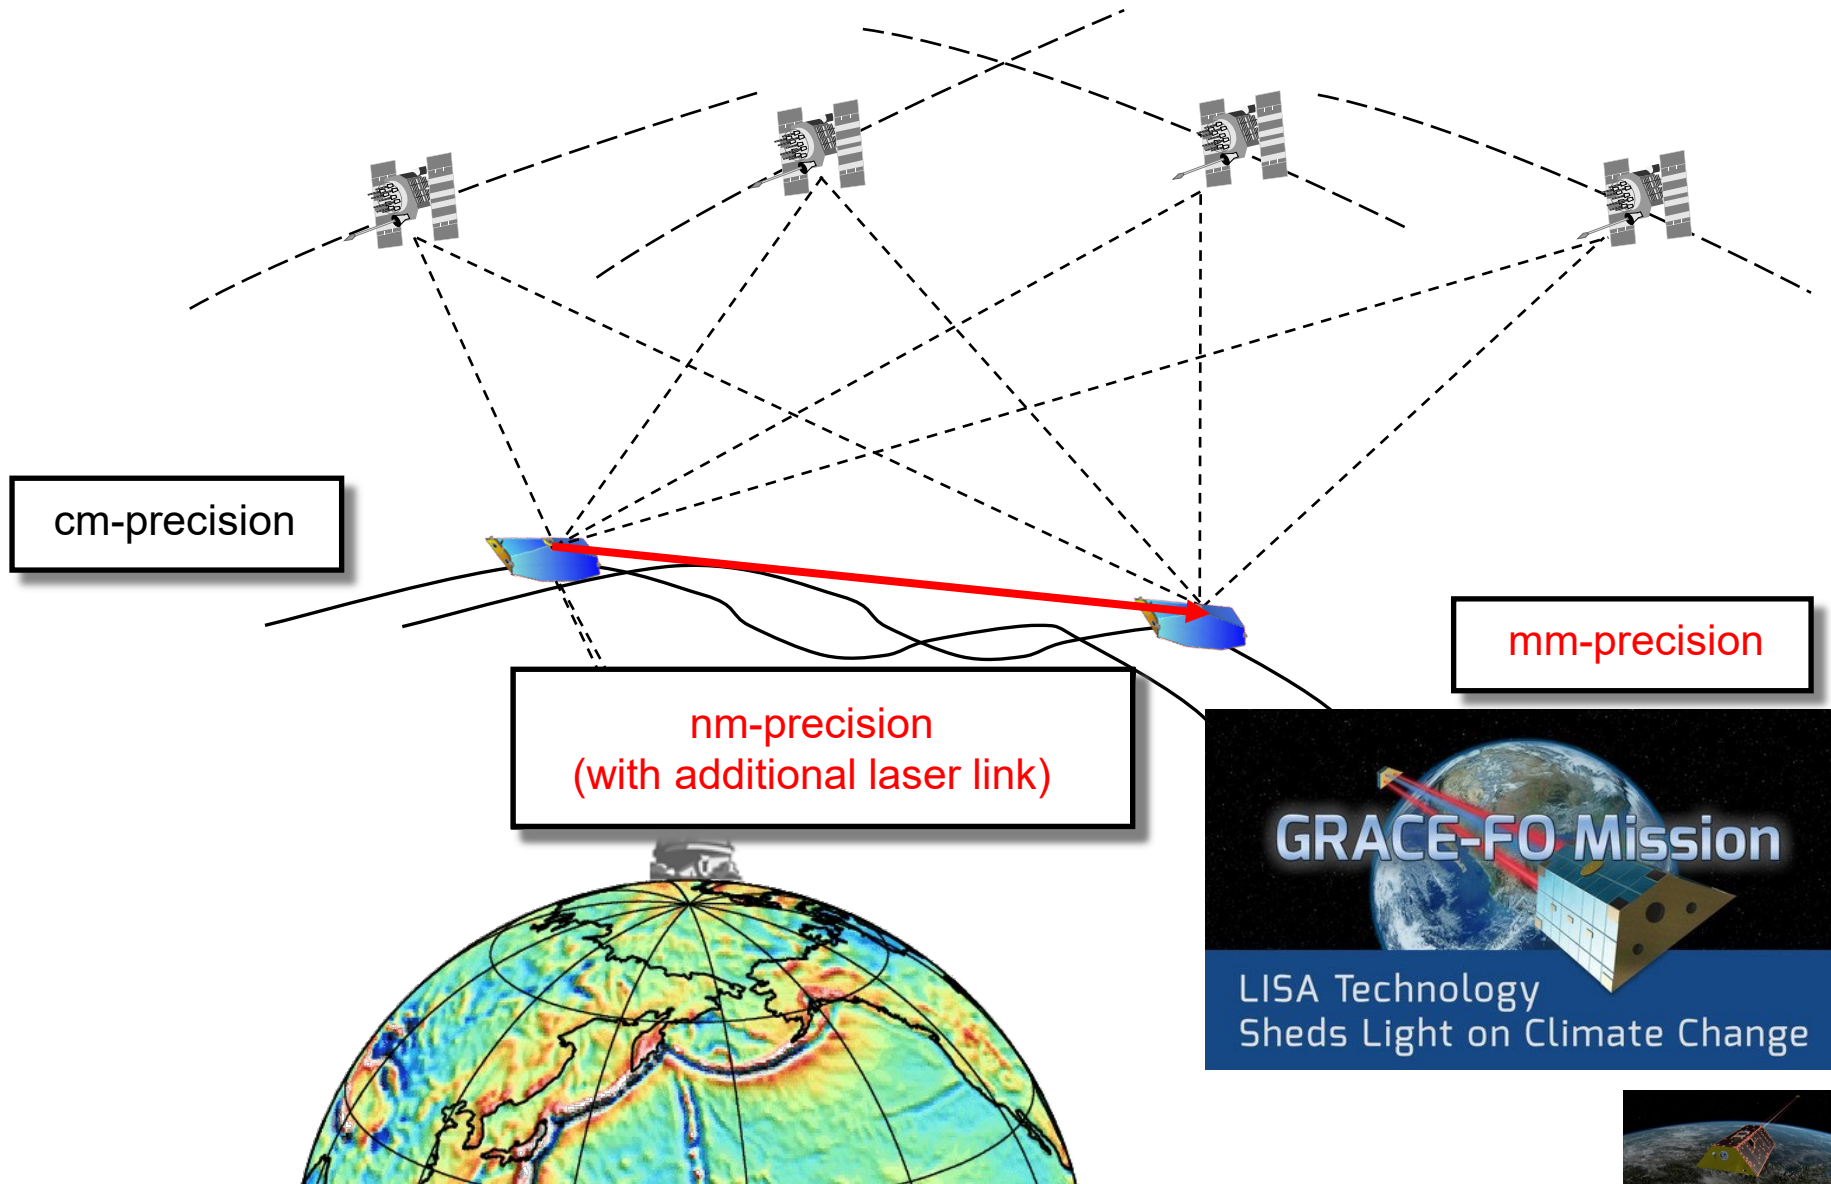 cm-precision
mm-precision
nm-precision
(with additional laser link)
GRACE-FO Mission
LISA Technology
Sheds Light on Climate Change